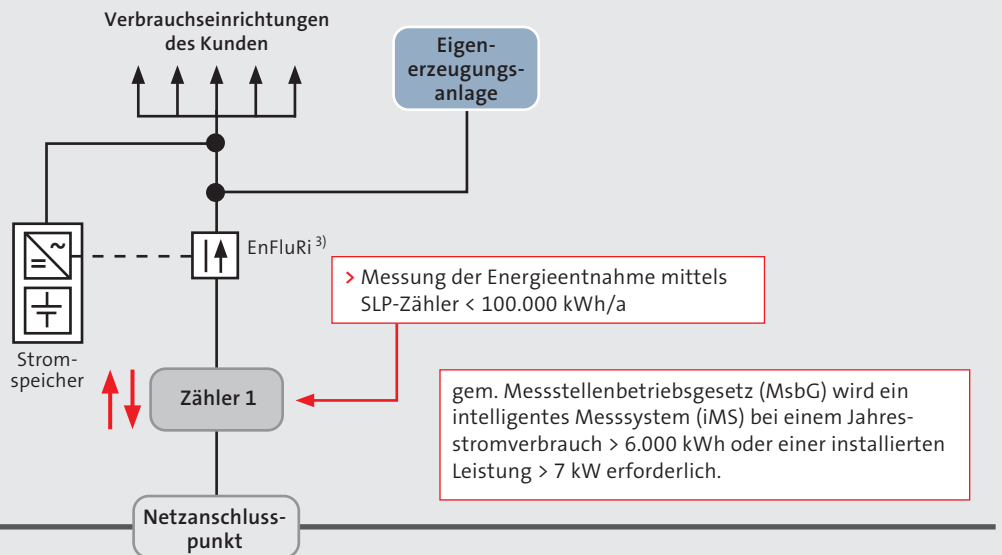 Verbrauchseinrichtungen
des Kunden
Eigen-
erzeugungs-
anlage
EnFluRi 3)
> Messung der Energieentnahme mittels
SLP-Zähler < 100.000 kWh/a
Strom-
speicher
Zähler 1
gem. Messstellenbetriebsgesetz (MsbG) wird ein
intelligentes Messsystem (iMS) bei einem Jahres-
stromverbrauch > 6.000 kWh oder einer installierten
Leistung > 7 kW erforderlich.
Netzanschluss-
punkt